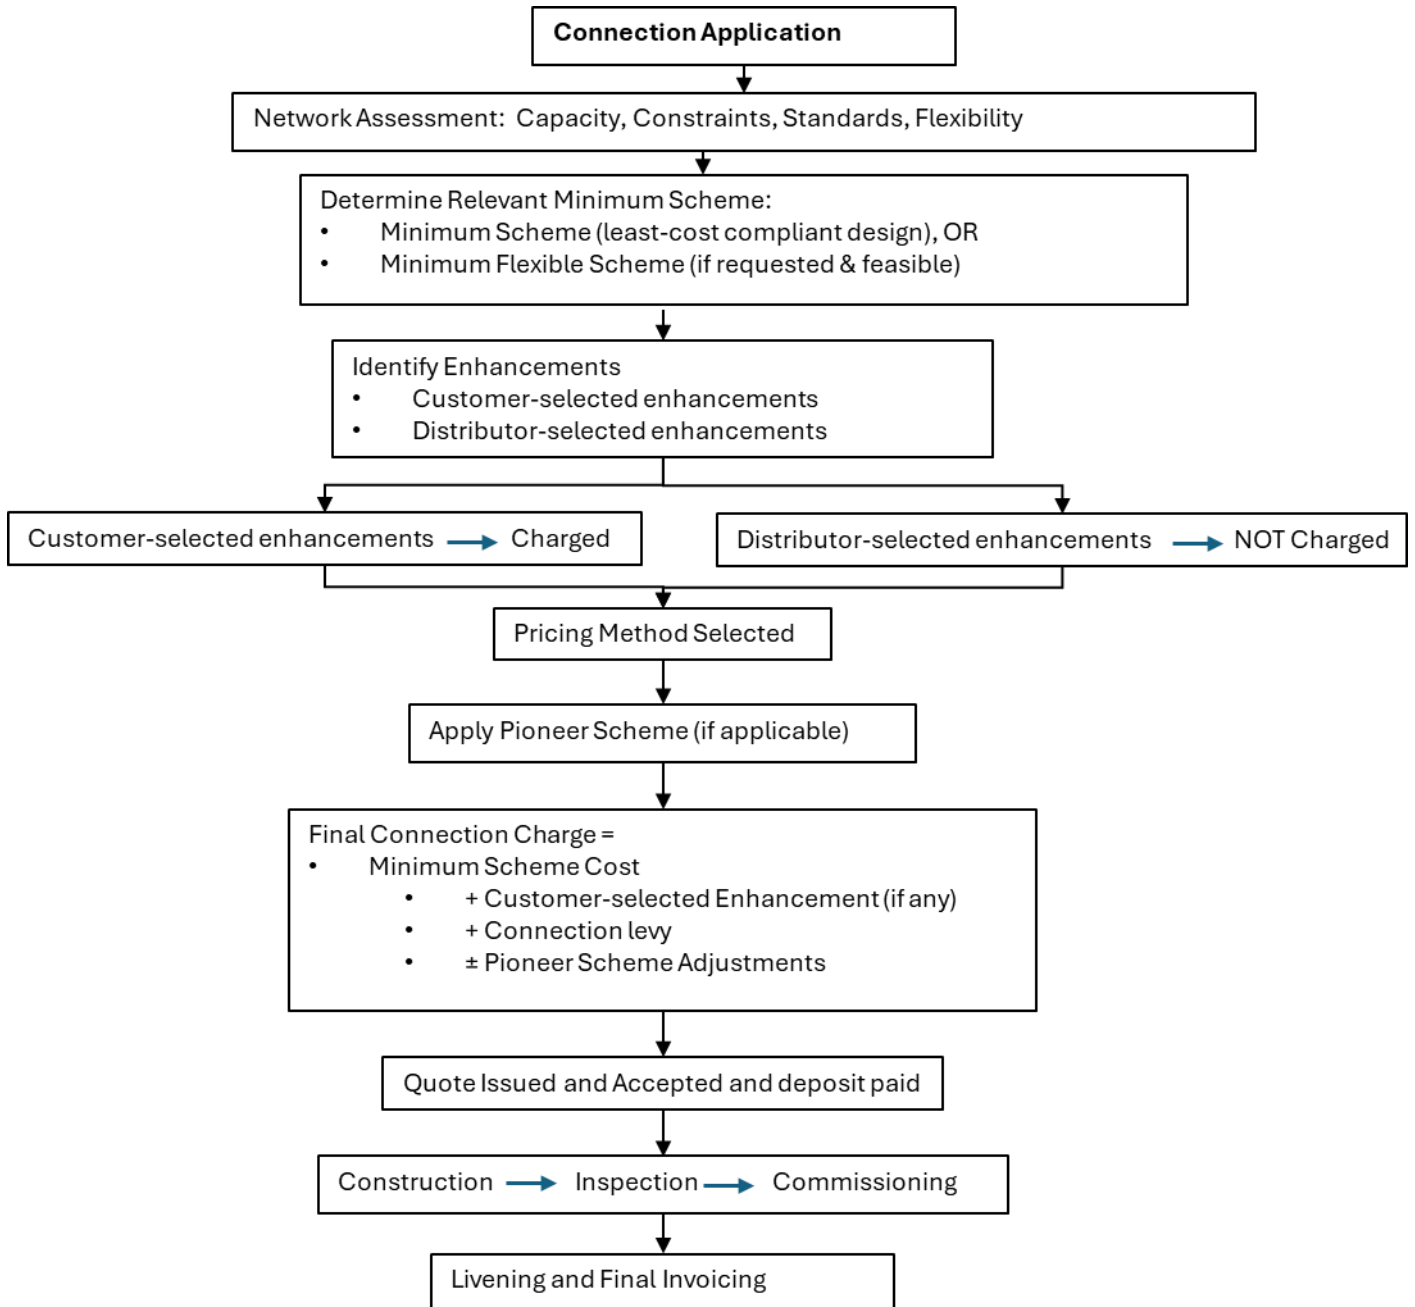 Connection Application
Network Assessment: Capacity, Constraints, Standards, Flexibility
Determine Relevant Minimum Scheme:
• Minimum Scheme (least-cost compliant design), OR
• Minimum Flexible Scheme (if requested & feasible)
Identify Enhancements
• Customer-selected enhancements
• Distributor-selected enhancements
Customer-selected enhancements → Charged
Distributor-selected enhancements → NOT Charged
Pricing Method Selected
Apply Pioneer Scheme (if applicable)
Final Connection Charge =
• Minimum Scheme Cost
• + Customer-selected Enhancement (if any)
• + Connection levy
• ± Pioneer Scheme Adjustments
Quote Issued and Accepted and deposit paid
Construction → Inspection → Commissioning
Livening and Final Invoicing